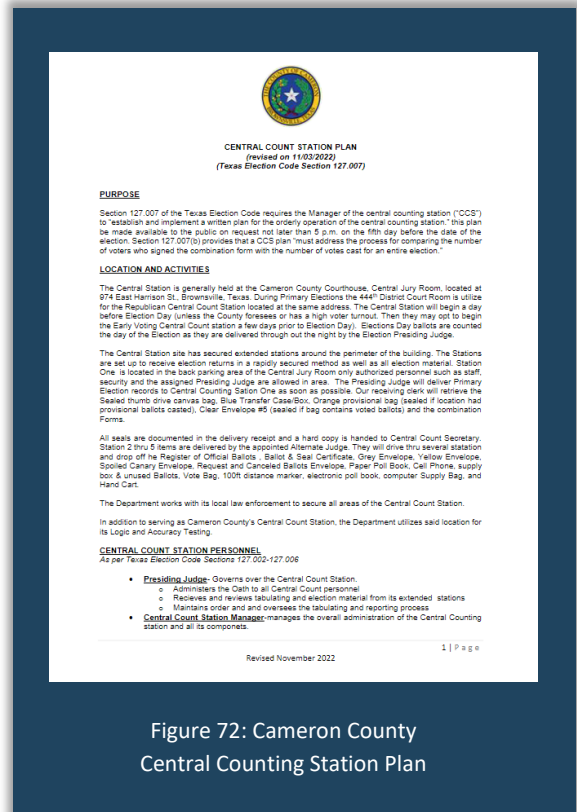 THE COUNTY OF CAMERON
BROWNSVILLE, TEXAS
CENTRAL COUNT STATION PLAN
(revised on 11/03/2022)
(Texas Election Code Section 127.007)
PURPOSE
Section 127.007 of the Texas Election Code requires the Manager of the central counting station ("CCS")
to "establish and implement a written plan for the orderly operation of the central counting station." this plan
be made available to the public on request not later than 5 p.m. on the fifth day before the date of the
election. Section 127.007(b) provides that a CCS plan "must address the process for comparing the number
of voters who signed the combination form with the number of votes cast for an entire election."
LOCATION AND ACTIVITIES
The Central Station is generally held at the Cameron County Courthouse, Central Jury Room, located at
974 East Harrison St., Brownsville, Texas. During Primary Elections the 444th District Court Room is utilize
for the Republican Central Count Station located at the same address. The Central Station will begin a day
before Election Day (unless the County foresees or has a high voter turnout. Then they may opt to begin
the Early Voting Central Count station a few days prior to Election Day). Elections Day ballots are counted
the day of the Election as they are delivered through out the night by the Election Presiding Judge.
The Central Station site has secured extended stations around the perimeter of the building. The Stations
are set up to receive election returns in a rapidly secured method as well as all election material. Station
One is located in the back parking area of the Central Jury Room only authorized personnel such as staff,
security and the assigned Presiding Judge are allowed in area. The Presiding Judge will deliver Primary
Election records to Central Counting Sation One as soon as possible. Our receiving clerk will retrieve the
Sealed thumb drive canvas bag, Blue Transfer Case/Box, Orange provisional bag (sealed if location had
provisional ballots casted), Clear Envelope #5 (sealed if bag contains voted ballots) and the combination
Forms.
All seals are documented in the delivery receipt and a hard copy is handed to Central Count Secretary.
Station 2 thru 5 items are delivered by the appointed Alternate Judge. They will drive thru several statation
and drop off he Register of Official Ballots , Ballot & Seal Certificate, Grey Envelope, Yellow Envelope,
Spoiled Canary Envelope, Request and Canceled Ballots Envelope, Paper Poll Book, Cell Phone, supply
box & unused Ballots, Vote Bag, 100ft distance marker, electronic poll book, computer Supply Bag, and
Hand Cart.
The Department works with its local law enforcement to secure all areas of the Central Count Station.
In addition to serving as Cameron County's Central Count Station, the Department utilizes said location for
its Logic and Accuracy Testing.
CENTRAL COUNT STATION PERSONNEL
As per Texas Election Code Sections 127.002-127.006
• Presiding Judge- Governs over the Central Count Station.
o Administers the Oath to all Central Count personnel
o Recieves and reviews tabulating and election material from its extended stations
o Maintains order and and oversees the tabulating and reporting process
• Central Count Station Manager-manages the overall administration of the Central Counting
station and all its componets.
1 | Page
Revised November 2022
Figure 72: Cameron County
Central Counting Station Plan